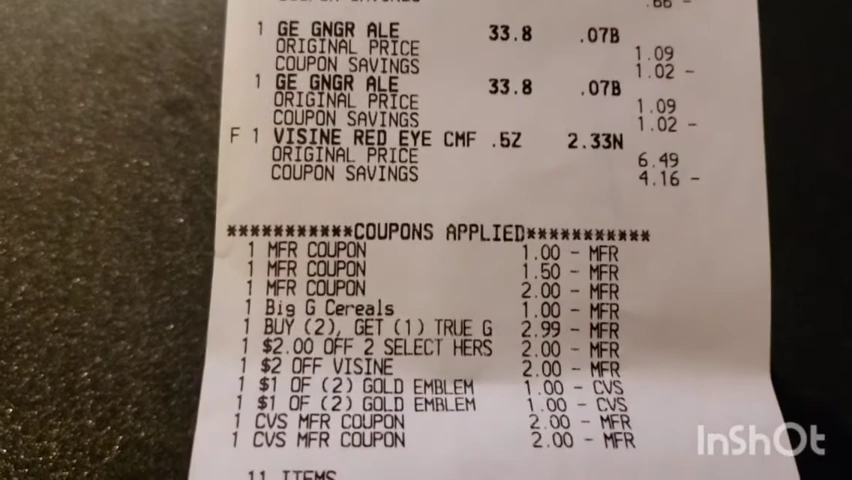 .66 -
1 GE GNGR ALE 33.8 .07B
ORIGINAL PRICE 1.09
COUPON SAVINGS 1.02 -
1 GE GNGR ALE 33.8 .07B
ORIGINAL PRICE 1.09
COUPON SAVINGS 1.02 -
F 1 VISINE RED EYE CMF .5Z 2.33N
ORIGINAL PRICE 6.49
COUPON SAVINGS 4.16 -
***********COUPONS APPLIED***********
1 MFR COUPON 1.00 - MFR
1 MFR COUPON 1.50 - MFR
1 MFR COUPON 2.00 - MFR
1 Big G Cereals 1.00 - MFR
1 BUY (2), GET (1) TRUE G 2.99 - MFR
1 $2.00 OFF 2 SELECT HERS 2.00 - MFR
1 $2 OFF VISINE 2.00 - MFR
1 $1 OF (2) GOLD EMBLEM 1.00 - CVS
1 $1 OF (2) GOLD EMBLEM 1.00 - CVS
1 CVS MFR COUPON 2.00 - MFR
1 CVS MFR COUPON 2.00 - MFR
11 ITEMS
InShOt